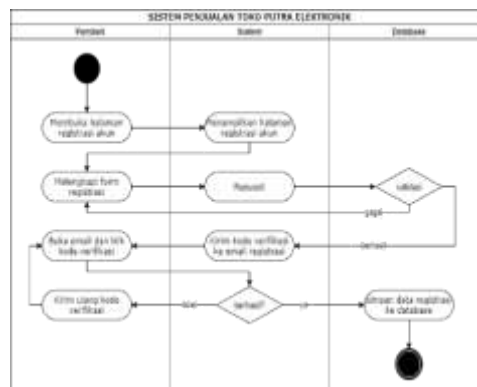 SISTEM PENJUALAN TOKO PUTRA ELEKTRONIK
Pembeli
Sistem
Database
Membuka halaman
registrasi akun
Menampilkan halaman
registrasi akun
Melengkapi form
registrasi
validasi
gagal
Buka email dan klik
kode verifikasi
Kirim kode verifikasi
ke email registrasi
berhasil
Kirim ulang kode
verifikasi
berhasil?
ya
Simpan data registrasi
ke database